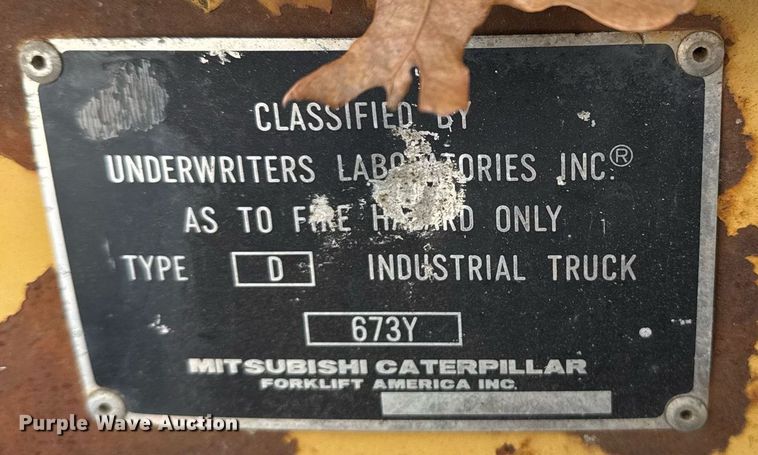 CLASSIFIED BY
UNDERWRITERS LABORATORIES INC.®
AS TO FIRE HAZARD ONLY
TYPE D INDUSTRIAL TRUCK
673Y
MITSUBISHI CATERPILLAR
FORKLIFT AMERICA INC.
Purple Wave Auction